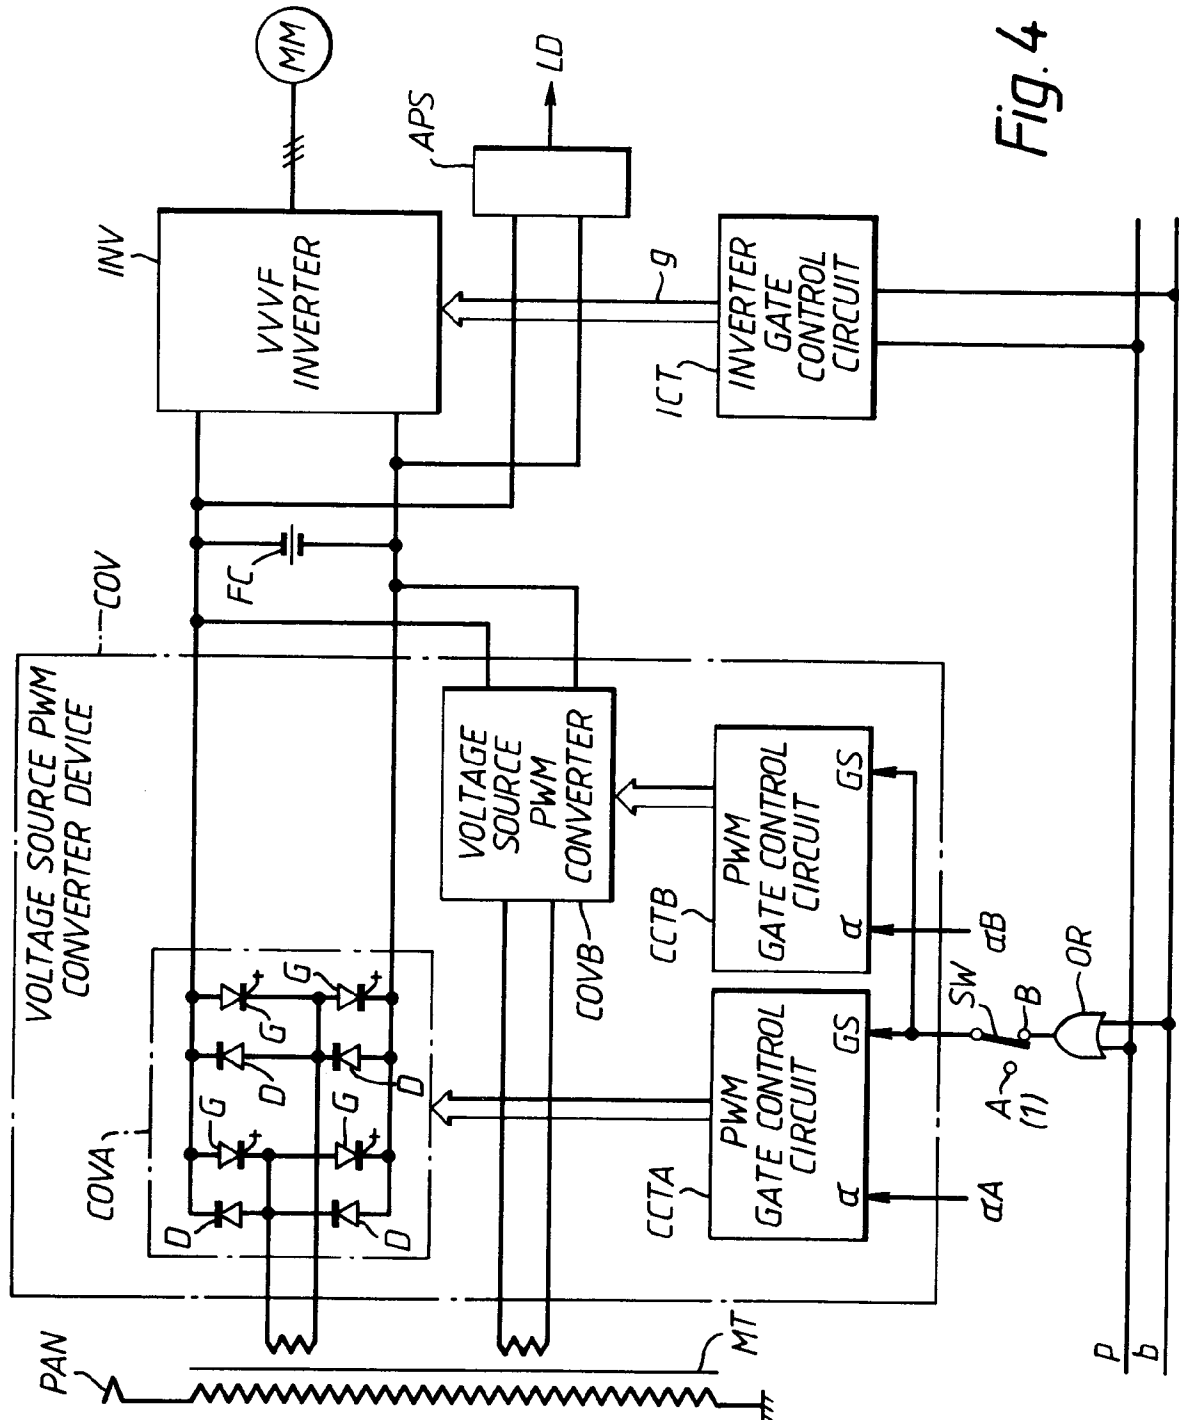 Fig. 4
PAN
MT
VOLTAGE SOURCE PWM
CONVERTER DEVICE
COV
COVA
D
G
D
G
D
G
D
G
FC
INV
VVVF
INVERTER
MM
APS
LD
VOLTAGE
SOURCE
PWM
CONVERTER
COVB
CCTA
PWM
GATE CONTROL
CIRCUIT
α
GS
αA
CCTB
PWM
GATE CONTROL
CIRCUIT
α
GS
αB
ICT
INVERTER
GATE
CONTROL
CIRCUIT
g
SW
A
(1)
B
OR
P
b